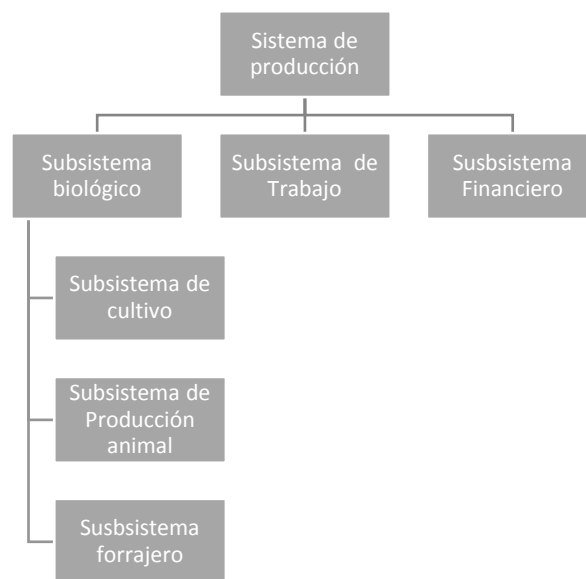 Sistema de
producción
Subsistema
biológico
Subsistema de
Trabajo
Susbsistema
Financiero
Subsistema de
cultivo
Subsistema de
Producción
animal
Susbsistema
forrajero